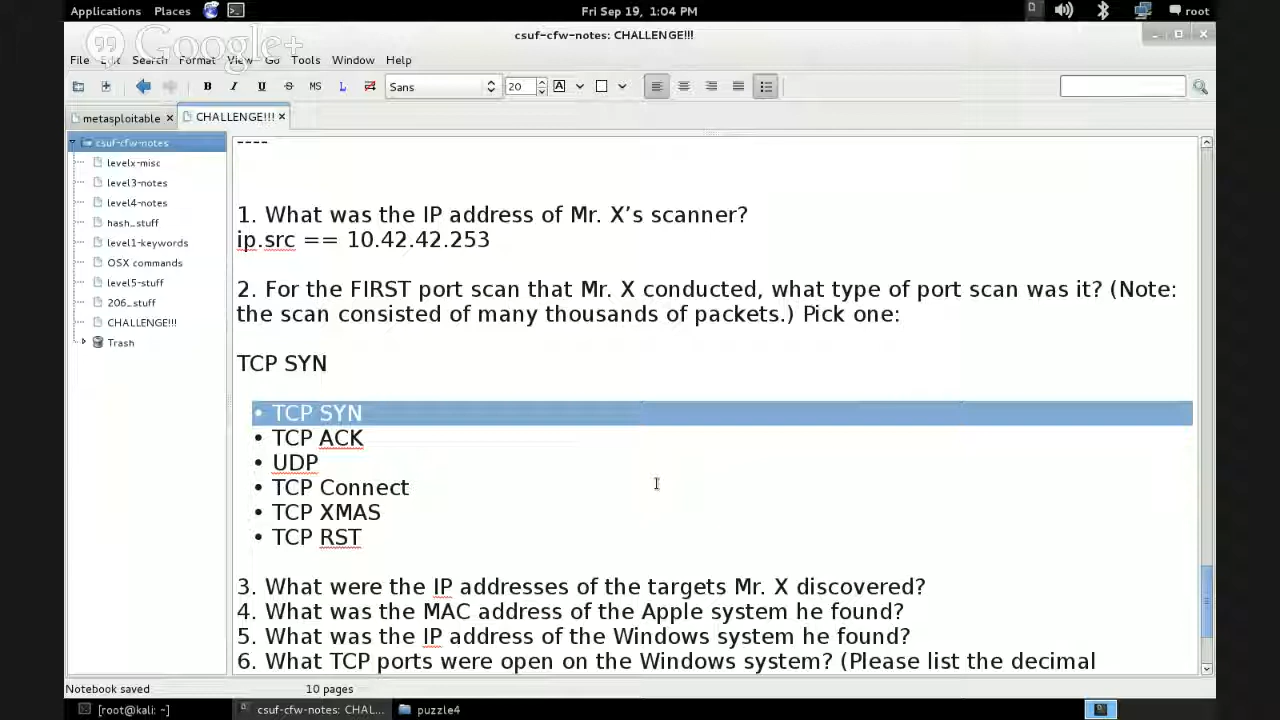 Applications Places Fri Sep 19, 1:04 PM root
Google+
csuf-cfw-notes: CHALLENGE!!!
File Search Format View Go Tools Window Help
B I U S MS L Sans 20 A
metasploitable × CHALLENGE!!! ×
csuf-cfw-notes
levelx-misc
level3-notes
level4-notes
hash_stuff
level1-keywords
OSX commands
level5-stuff
206_stuff
CHALLENGE!!!
Trash
----
1. What was the IP address of Mr. X’s scanner?
ip.src == 10.42.42.253
2. For the FIRST port scan that Mr. X conducted, what type of port scan was it? (Note:
the scan consisted of many thousands of packets.) Pick one:
TCP SYN
• TCP SYN
• TCP ACK
• UDP
• TCP Connect
• TCP XMAS
• TCP RST
3. What were the IP addresses of the targets Mr. X discovered?
4. What was the MAC address of the Apple system he found?
5. What was the IP address of the Windows system he found?
6. What TCP ports were open on the Windows system? (Please list the decimal
Notebook saved 10 pages
[root@kali: ~] csuf-cfw-notes: CHAL... puzzle4